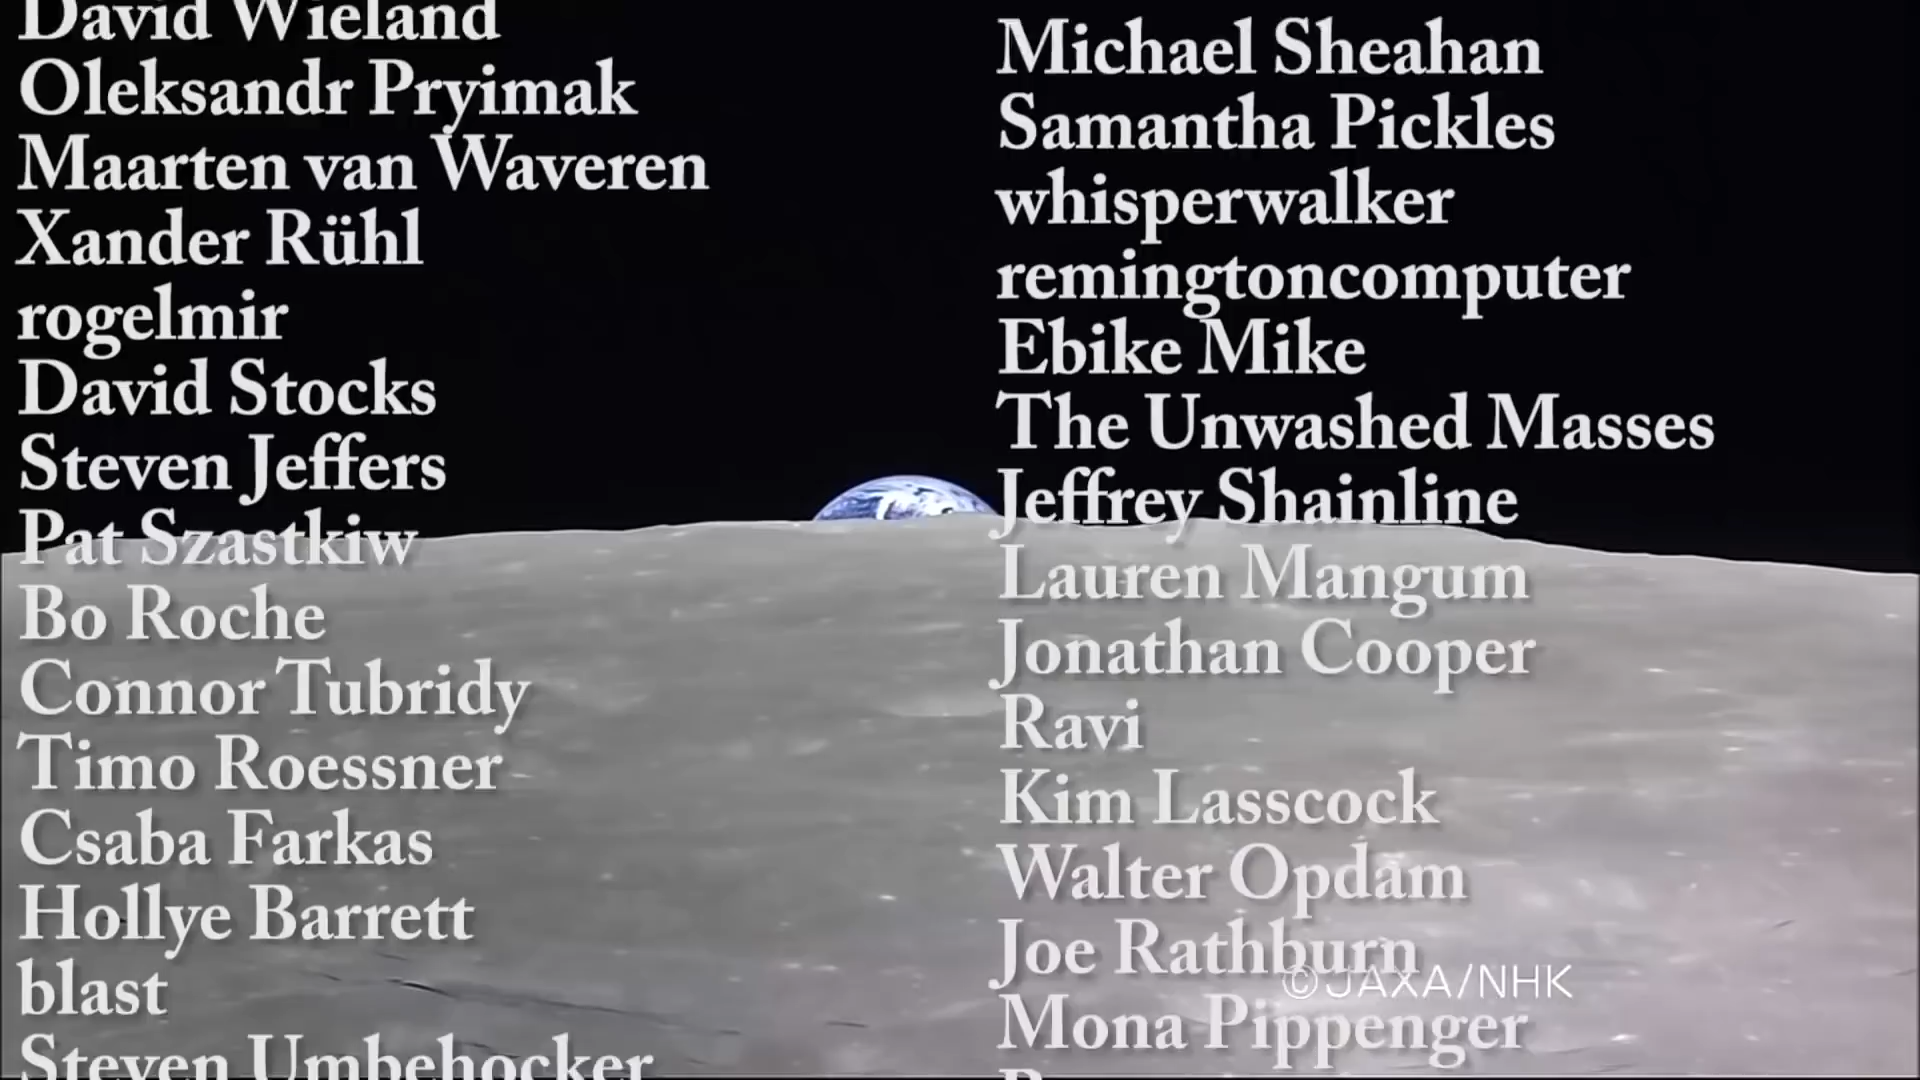 David Wieland
Oleksandr Pryimak
Maarten van Waveren
Xander Rühl
rogelmir
David Stocks
Steven Jeffers
Pat Szastkiw
Bo Roche
Connor Tubridy
Timo Roessner
Csaba Farkas
Hollye Barrett
blast
Steven Umbehocker
Michael Sheahan
Samantha Pickles
whisperwalker
remingtoncomputer
Ebike Mike
The Unwashed Masses
Jeffrey Shainline
Lauren Mangum
Jonathan Cooper
Ravi
Kim Lasscock
Walter Opdam
Joe Rathburn
©JAXA/NHK
Mona Pippenger